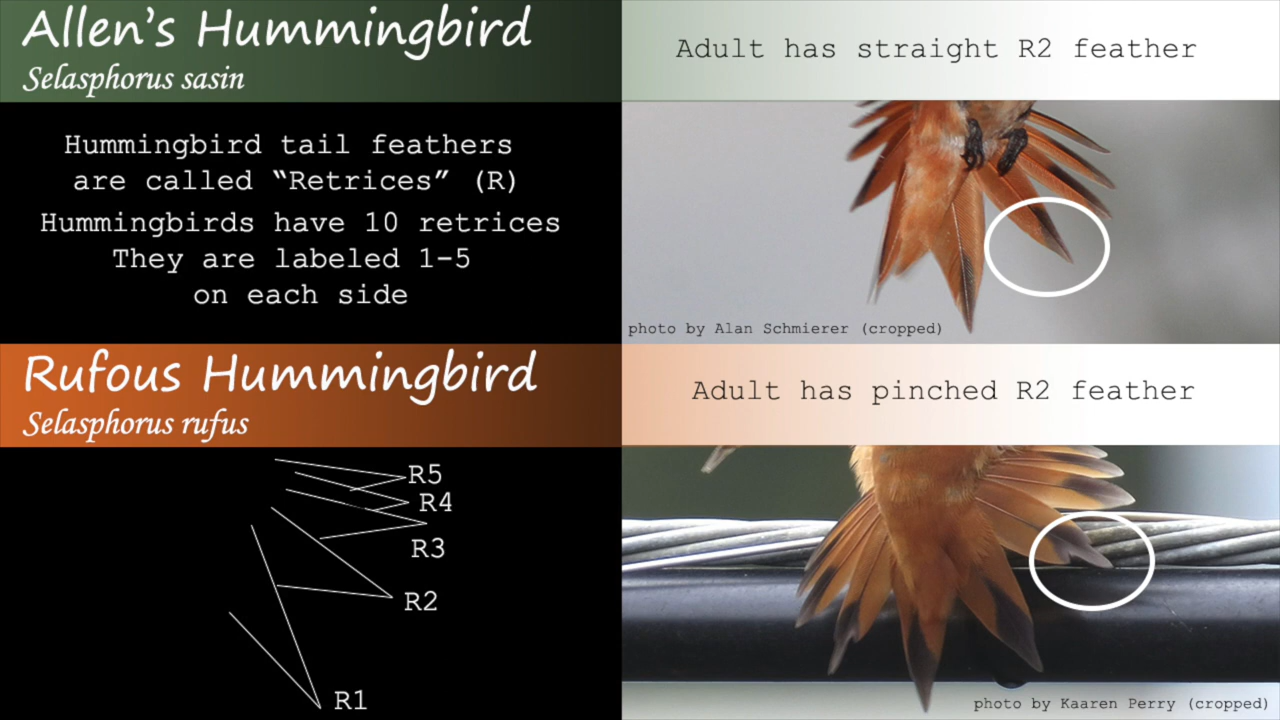 Allen's Hummingbird
Selasphorus sasin
Adult has straight R2 feather
Hummingbird tail feathers
are called “Retrices” (R)
Hummingbirds have 10 retrices
They are labeled 1-5
on each side
photo by Alan Schmierer (cropped)
Rufous Hummingbird
Selasphorus rufus
Adult has pinched R2 feather
R5
R4
R3
R2
R1
photo by Kaaren Perry (cropped)